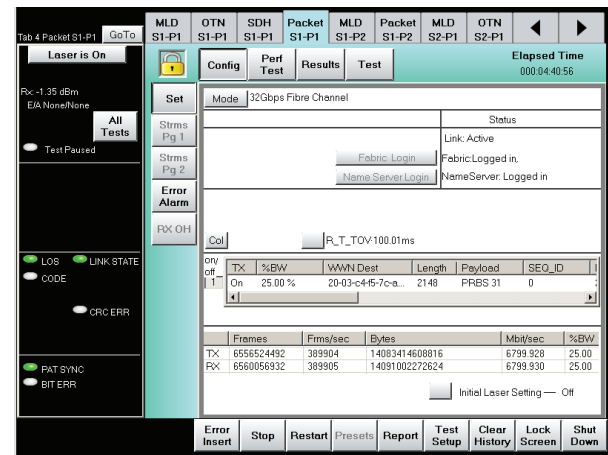 Tab 4 Packet S1-P1 GoTo
MLD S1-P1
OTN S1-P1
SDH S1-P1
Packet S1-P1
MLD S1-P2
Packet S1-P2
MLD S2-P1
OTN S2-P1
Laser is On
Rx: -1.35 dBm
E/A None/None
All Tests
Test Paused
LOS LINK STATE
CODE
CRC ERR
PAT SYNC
BIT ERR
Config
Perf Test
Results
Test
Elapsed Time
000:04:40:56
Set
Strms Pg 1
Strms Pg 2
Error Alarm
RX OH
Mode 32Gbps Fibre Channel
Status
Link: Active
Fabric Login Fabric:Logged in,
Name Server Login NameServer: Logged in
Col R_T_TOV:100.01ms
on/off TX %BW WWN Dest Length Payload SEQ_ID
1 On 25.00 % 20-03-c4-f5-7c-a... 2148 PRBS 31 0
Frames Frms/sec Bytes Mbit/sec %BW
TX 6556524492 389904 14083414608816 6799.928 25.00
RX 6560056932 389905 14091002272624 6799.930 25.00
Initial Laser Setting — Off
Error Insert
Stop
Restart
Presets
Report
Test Setup
Clear History
Lock Screen
Shut Down